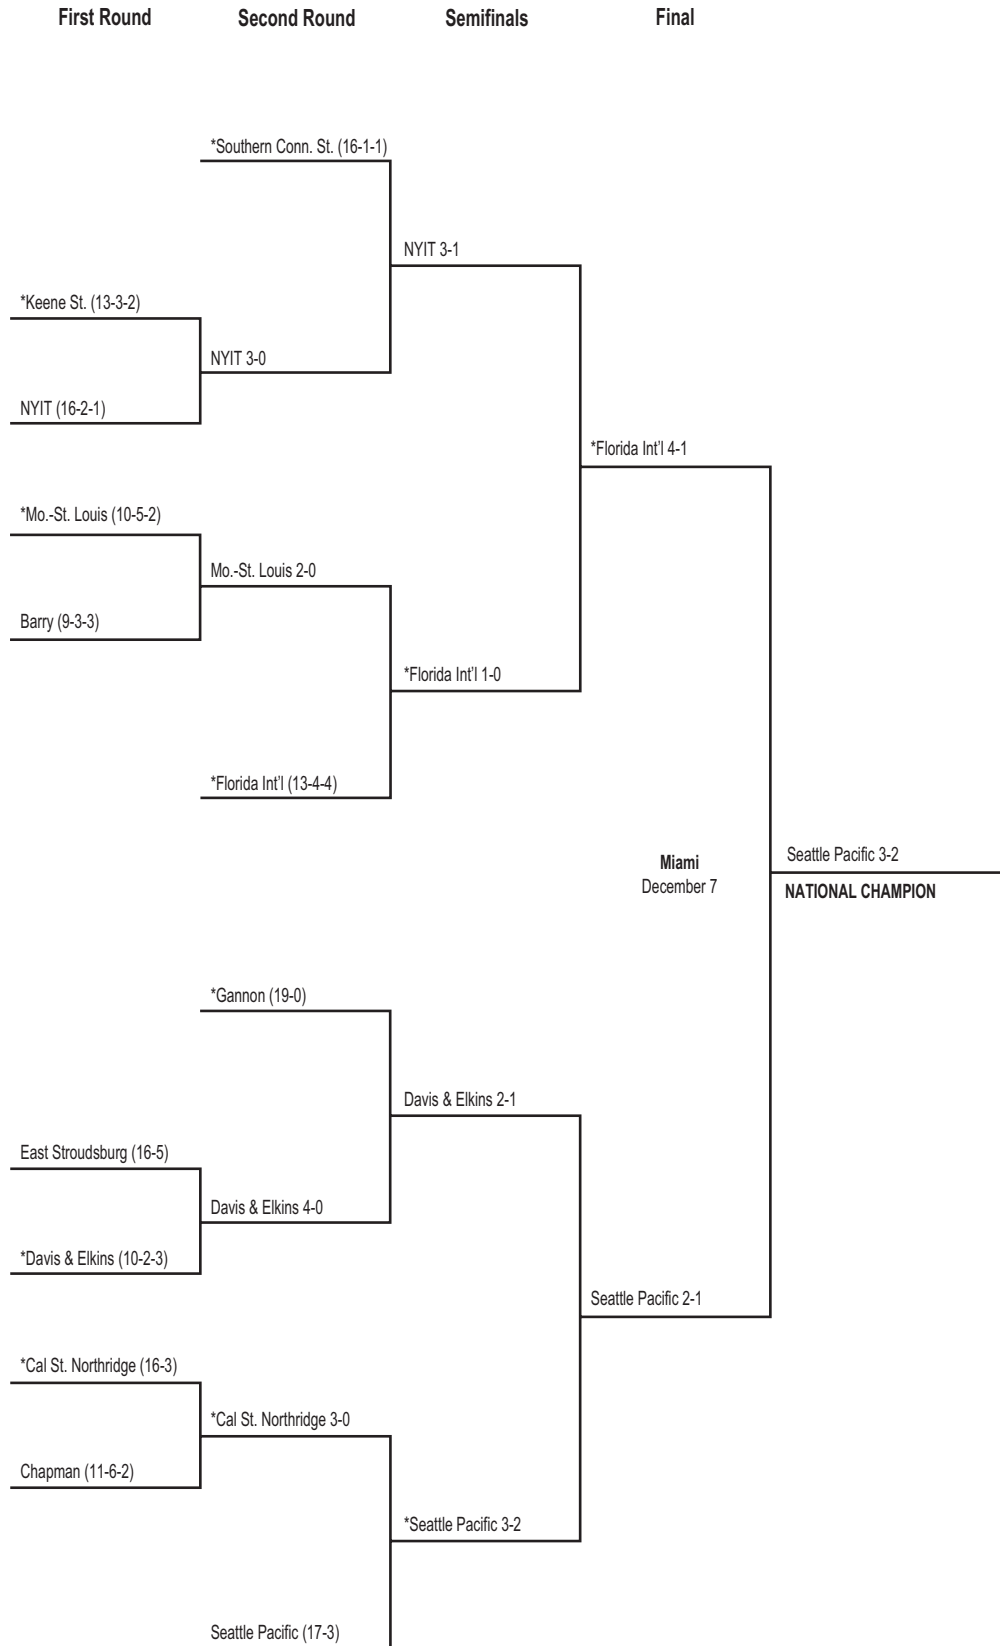 First Round Second Round Semifinals Final
*Southern Conn. St. (16-1-1)
NYIT 3-1
*Keene St. (13-3-2)
NYIT 3-0
NYIT (16-2-1)
*Florida Int'l 4-1
*Mo.-St. Louis (10-5-2)
Mo.-St. Louis 2-0
Barry (9-3-3)
*Florida Int'l 1-0
*Florida Int'l (13-4-4)
Miami
December 7
Seattle Pacific 3-2
NATIONAL CHAMPION
*Gannon (19-0)
Davis & Elkins 2-1
East Stroudsburg (16-5)
Davis & Elkins 4-0
*Davis & Elkins (10-2-3)
Seattle Pacific 2-1
*Cal St. Northridge (16-3)
*Cal St. Northridge 3-0
Chapman (11-6-2)
*Seattle Pacific 3-2
Seattle Pacific (17-3)